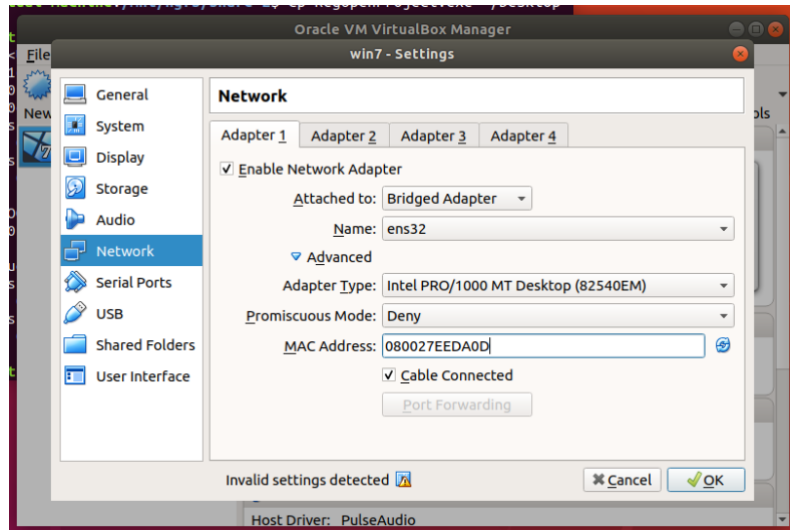 Oracle VM VirtualBox Manager
File
win7 - Settings
New
General
System
Display
Storage
Audio
Network
Serial Ports
USB
Shared Folders
User Interface
Network
Adapter 1 Adapter 2 Adapter 3 Adapter 4
Enable Network Adapter
Attached to: Bridged Adapter
Name: ens32
Advanced
Adapter Type: Intel PRO/1000 MT Desktop (82540EM)
Promiscuous Mode: Deny
MAC Address: 080027EEDA0D
Cable Connected
Port Forwarding
Invalid settings detected
Cancel OK
Host Driver: PulseAudio